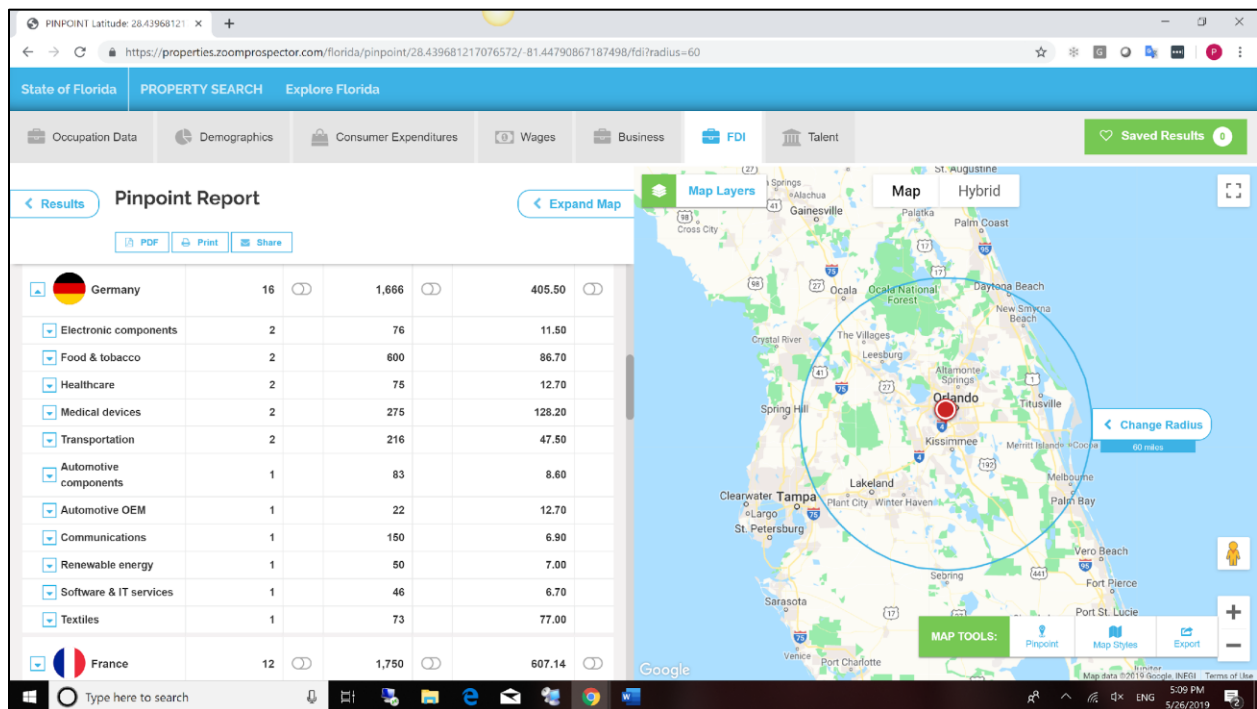 PINPOINT Latitude: 28.43968121
https://properties.zoomprospector.com/florida/pinpoint/28.439681217076572/-81.44790867187498/fdi?radius=60
State of Florida PROPERTY SEARCH Explore Florida
Occupation Data Demographics Consumer Expenditures Wages Business FDI Talent Saved Results 0
Results Pinpoint Report Expand Map
PDF Print Share
Germany 16 1,666 405.50
Electronic components 2 76 11.50
Food & tobacco 2 600 86.70
Healthcare 2 75 12.70
Medical devices 2 275 128.20
Transportation 2 216 47.50
Automotive
components 1 83 8.60
Automotive OEM 1 22 12.70
Communications 1 150 6.90
Renewable energy 1 50 7.00
Software & IT services 1 46 6.70
Textiles 1 73 77.00
France 12 1,750 607.14
Map Layers Map Hybrid
St. Augustine
Springs
Alachua
Gainesville
Palatka
Palm Coast
Cross City
Ocala
Ocala National
Forest
Daytona Beach
New Smyrna
Beach
Crystal River
The Villages
Leesburg
Altamonte
Springs
Orlando
Titusville
Spring Hill
Change Radius
60 miles
Kissimmee
Merritt Island
Cocoa
Melbourne
Lakeland
Clearwater
Tampa
Plant City
Winter Haven
Palm Bay
Largo
St. Petersburg
Vero Beach
Sebring
Fort Pierce
Sarasota
Port St. Lucie
MAP TOOLS: Pinpoint Map Styles Export
Venice
Port Charlotte
Jupiter
Google
Map data ©2019 Google, INEGI Terms of Use
Type here to search
ENG
5:09 PM
5/26/2019